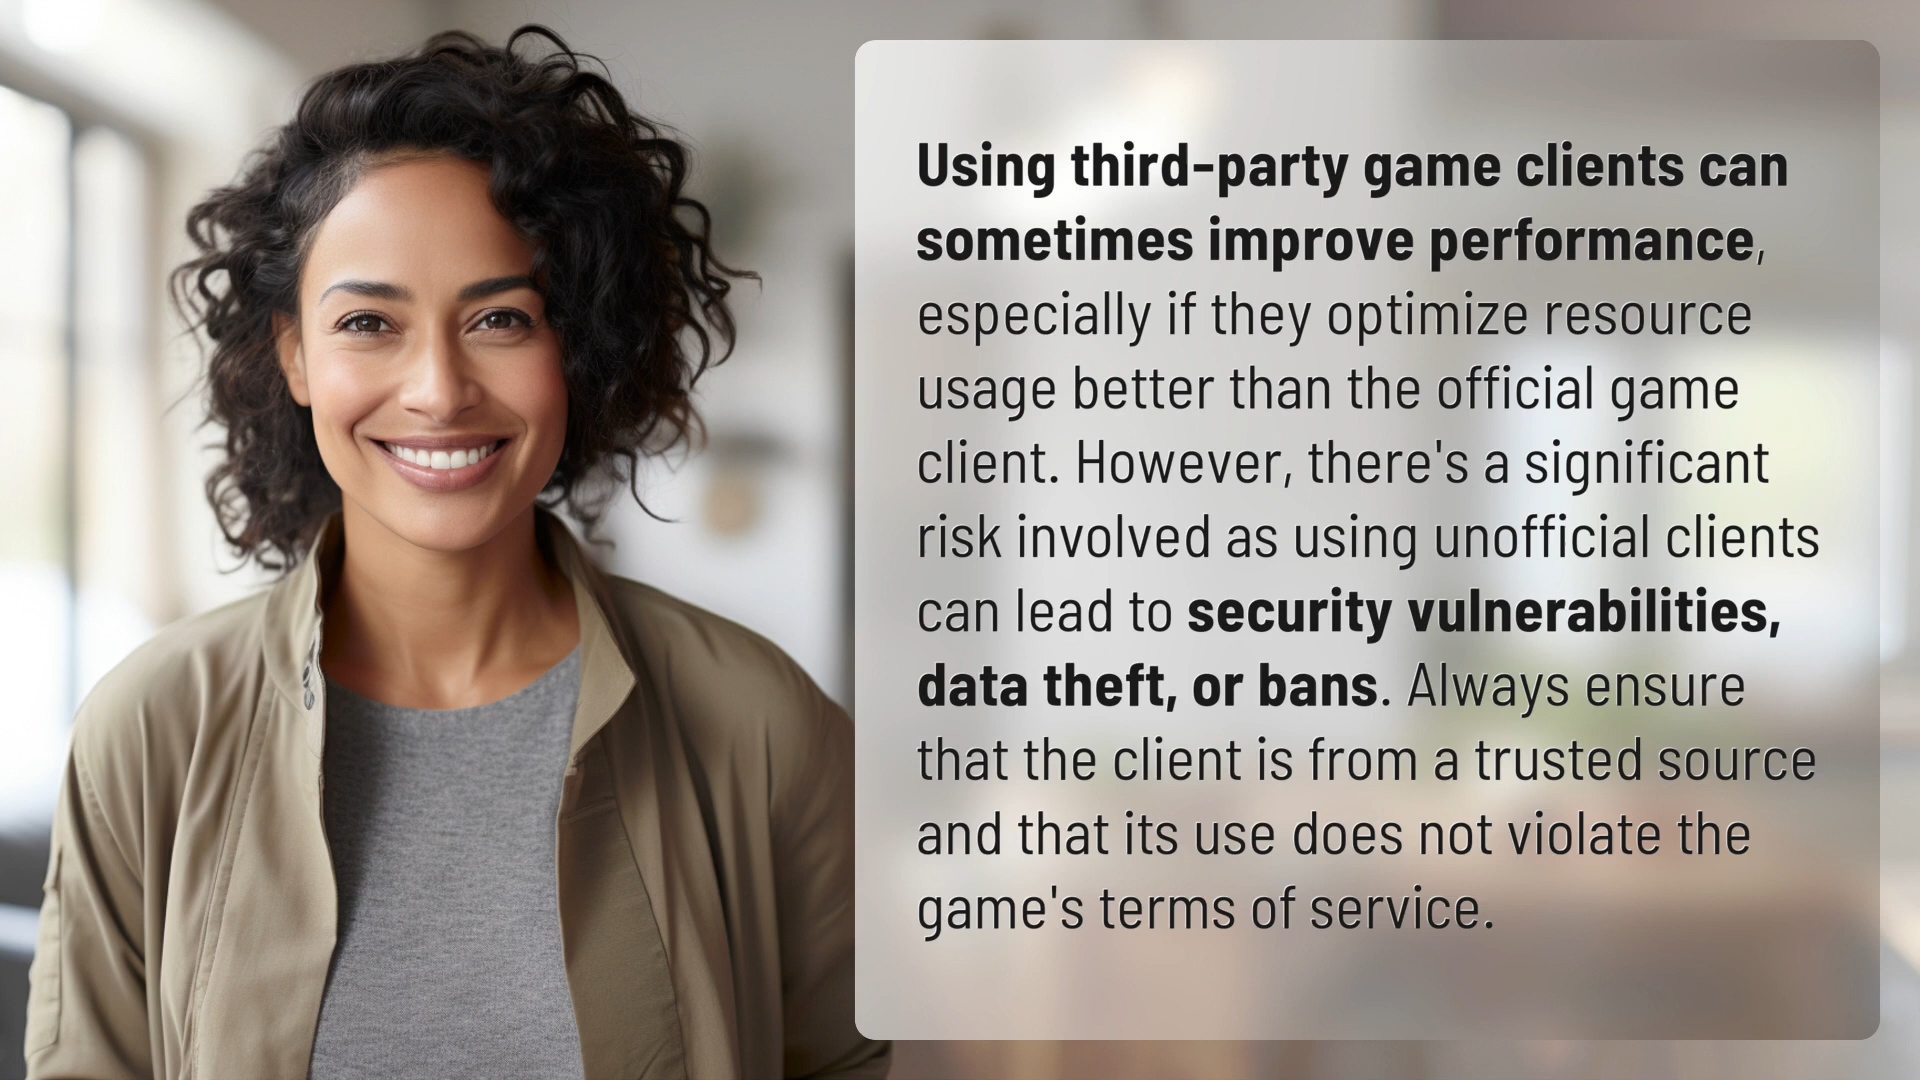 Using third-party game clients can
sometimes improve performance,
especially if they optimize resource
usage better than the official game
client. However, there's a significant
risk involved as using unofficial clients
can lead to security vulnerabilities,
data theft, or bans. Always ensure
that the client is from a trusted source
and that its use does not violate the
game's terms of service.